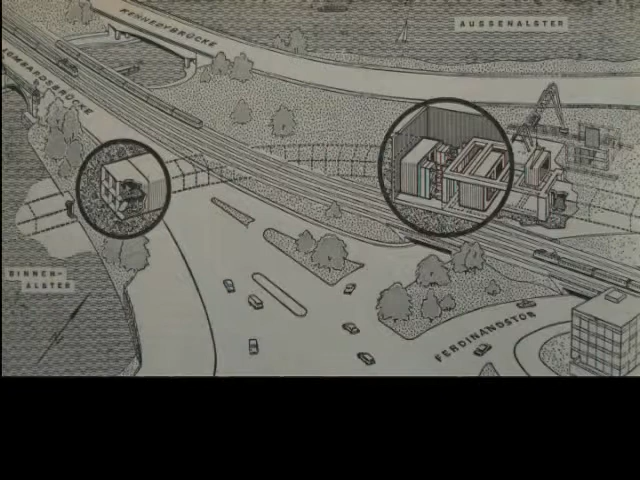 KENNEDYBRÜCKE
AUSSENALSTER
LOMBARDSBRÜCKE
BINNEN-
ALSTER
FERDINANDSTOR